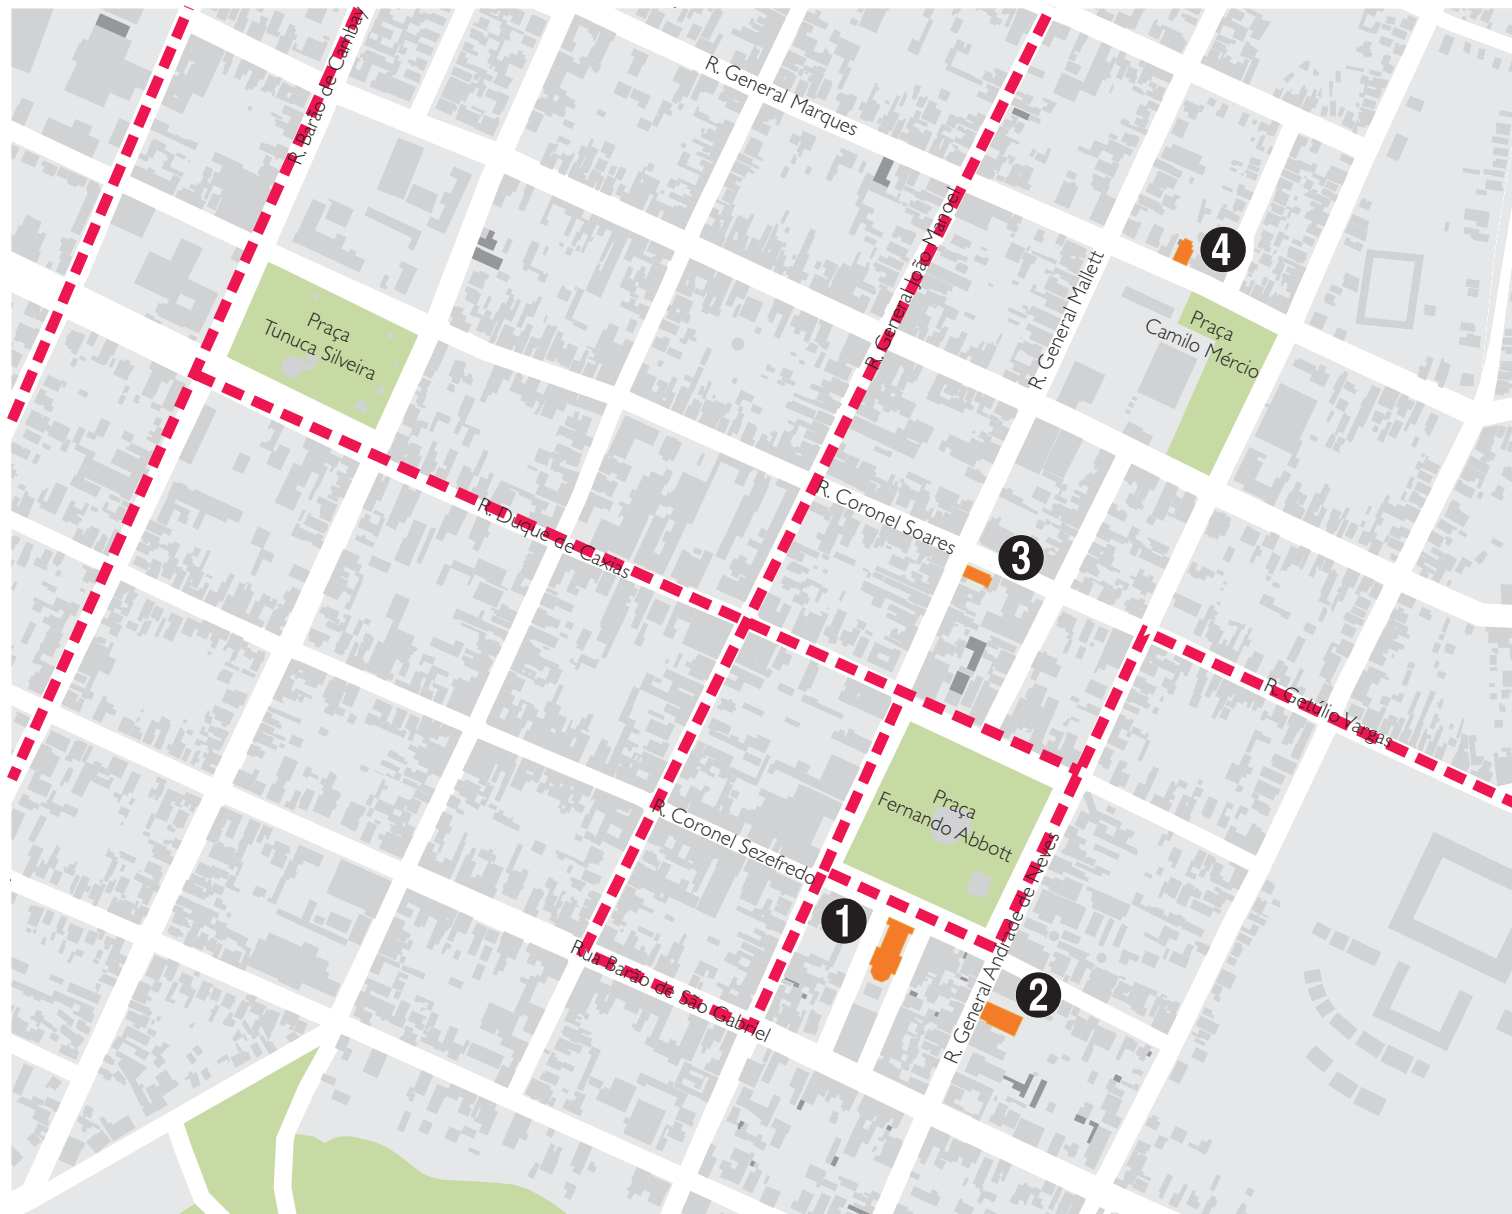 R. Barão de Cambay
R. General Marques
R. General João Manoel
R. General Mallett
4
Praça
Tunuca Silveira
Praça
Camilo Mércio
R. Coronel Soares
R. Duque de Caxias
3
R. Getúlio Vargas
Praça
Fernando Abbott
R. Coronel Sezefredo
1
R. General Andrade de Neves
2
Rua Barão de São Gabriel